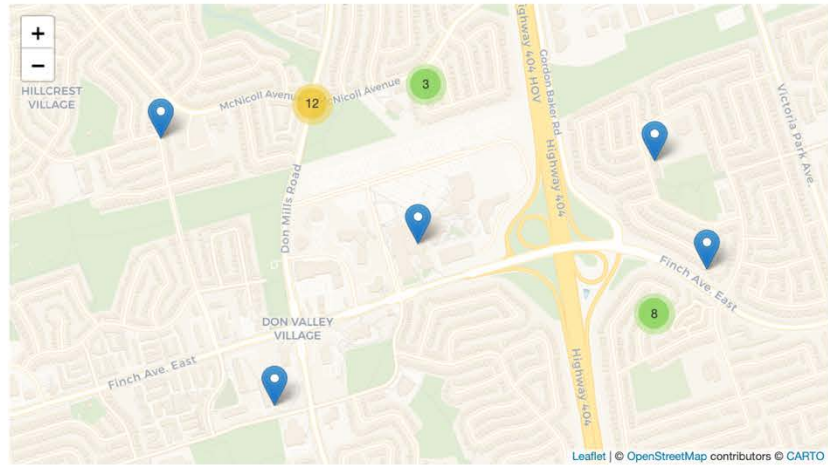 +
−
HILLCREST
VILLAGE
McNicoll Avenue
McNicoll Avenue
12
3
Highway 404 HOV
Gordon Baker Rd
Highway 404
Victoria Park Ave.
Don Mills Road
Finch Ave. East
8
DON VALLEY
VILLAGE
Finch Ave. East
Highway 404
Leaflet | © OpenStreetMap contributors © CARTO